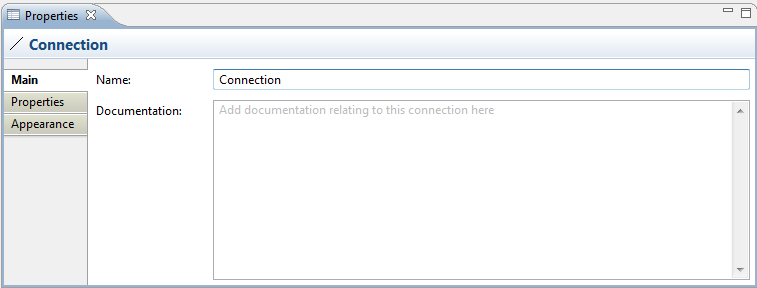 Properties
Connection
Main
Name:
Connection
Properties
Documentation:
Add documentation relating to this connection here
Appearance